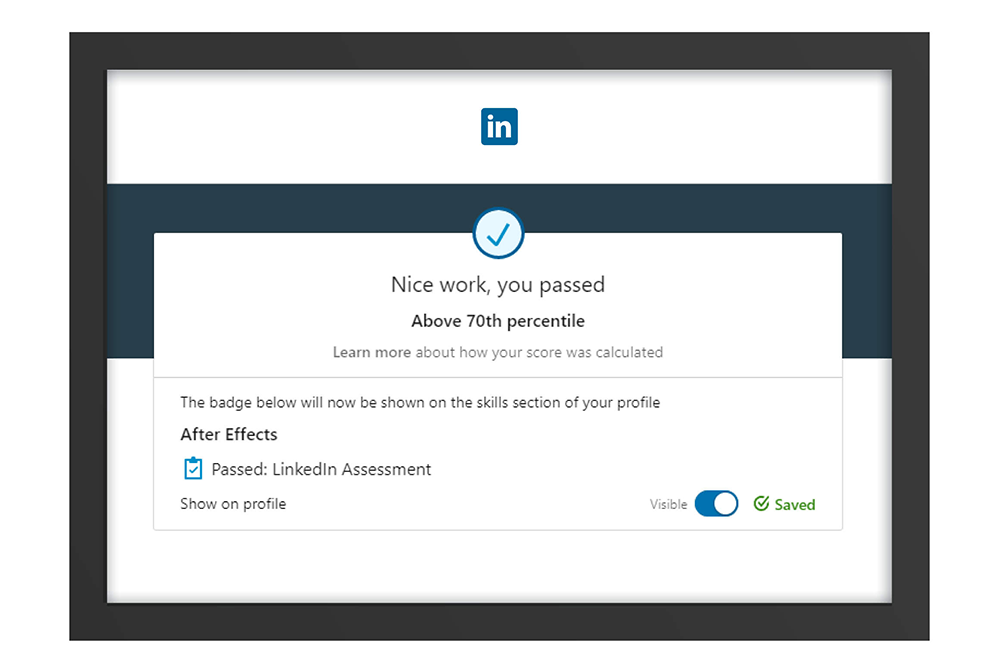 in
Nice work, you passed
Above 70th percentile
Learn more about how your score was calculated
The badge below will now be shown on the skills section of your profile
After Effects
Passed: LinkedIn Assessment
Show on profile
Visible
Saved